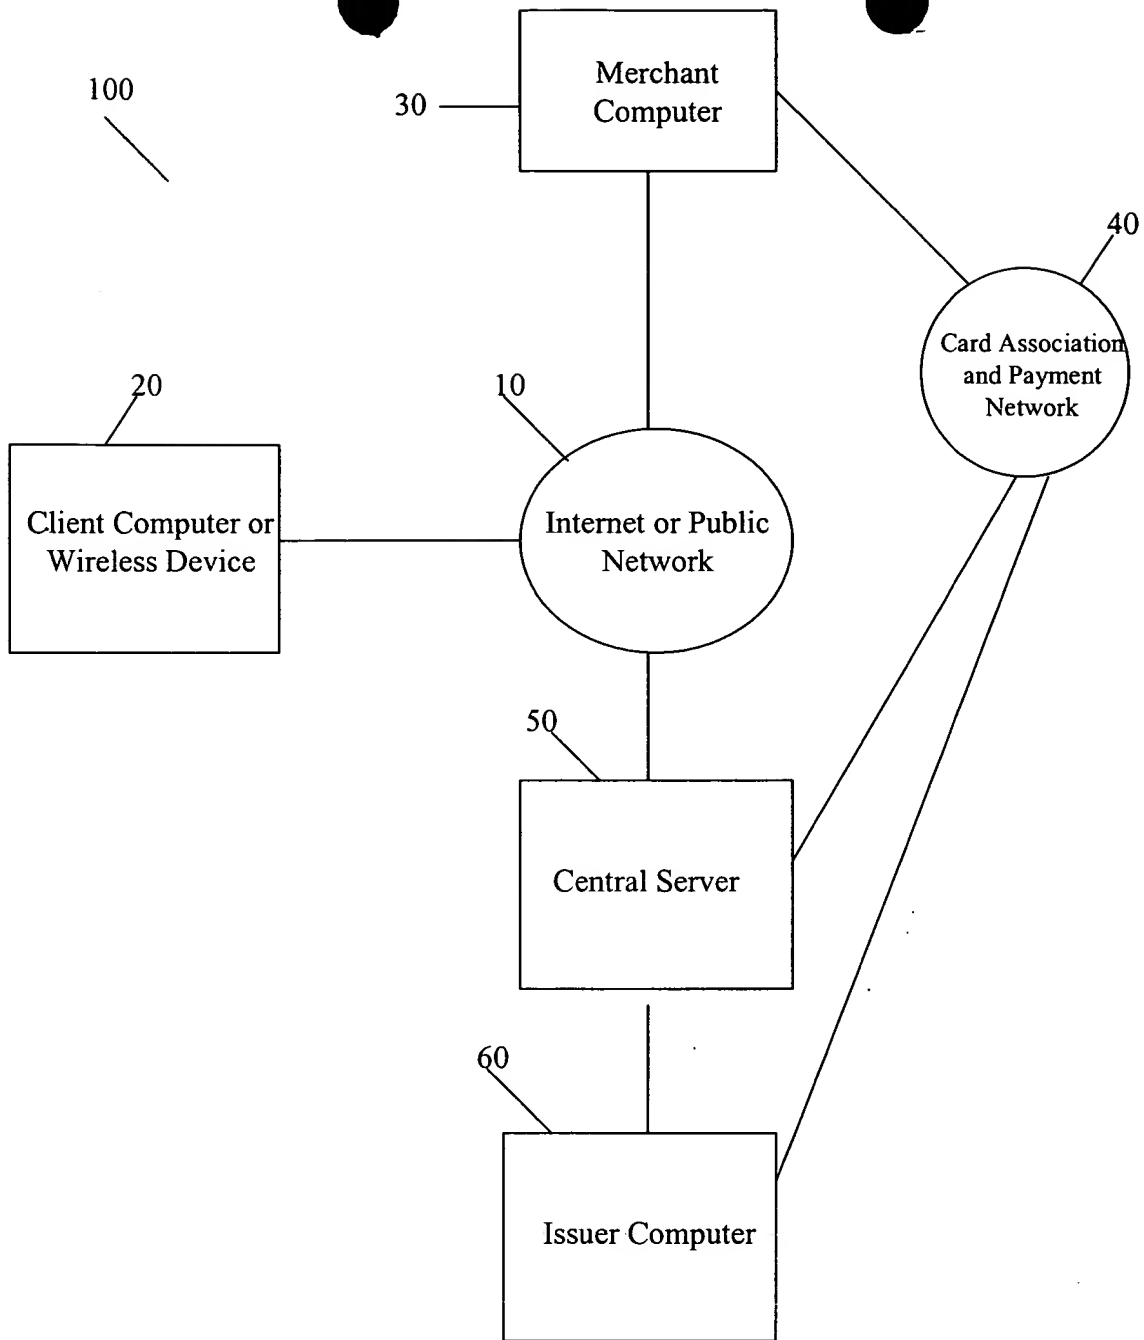 100
30
Merchant
Computer
40
Card Association
and Payment
Network
20
10
Client Computer or
Wireless Device
Internet or Public
Network
50
Central Server
60
Issuer Computer